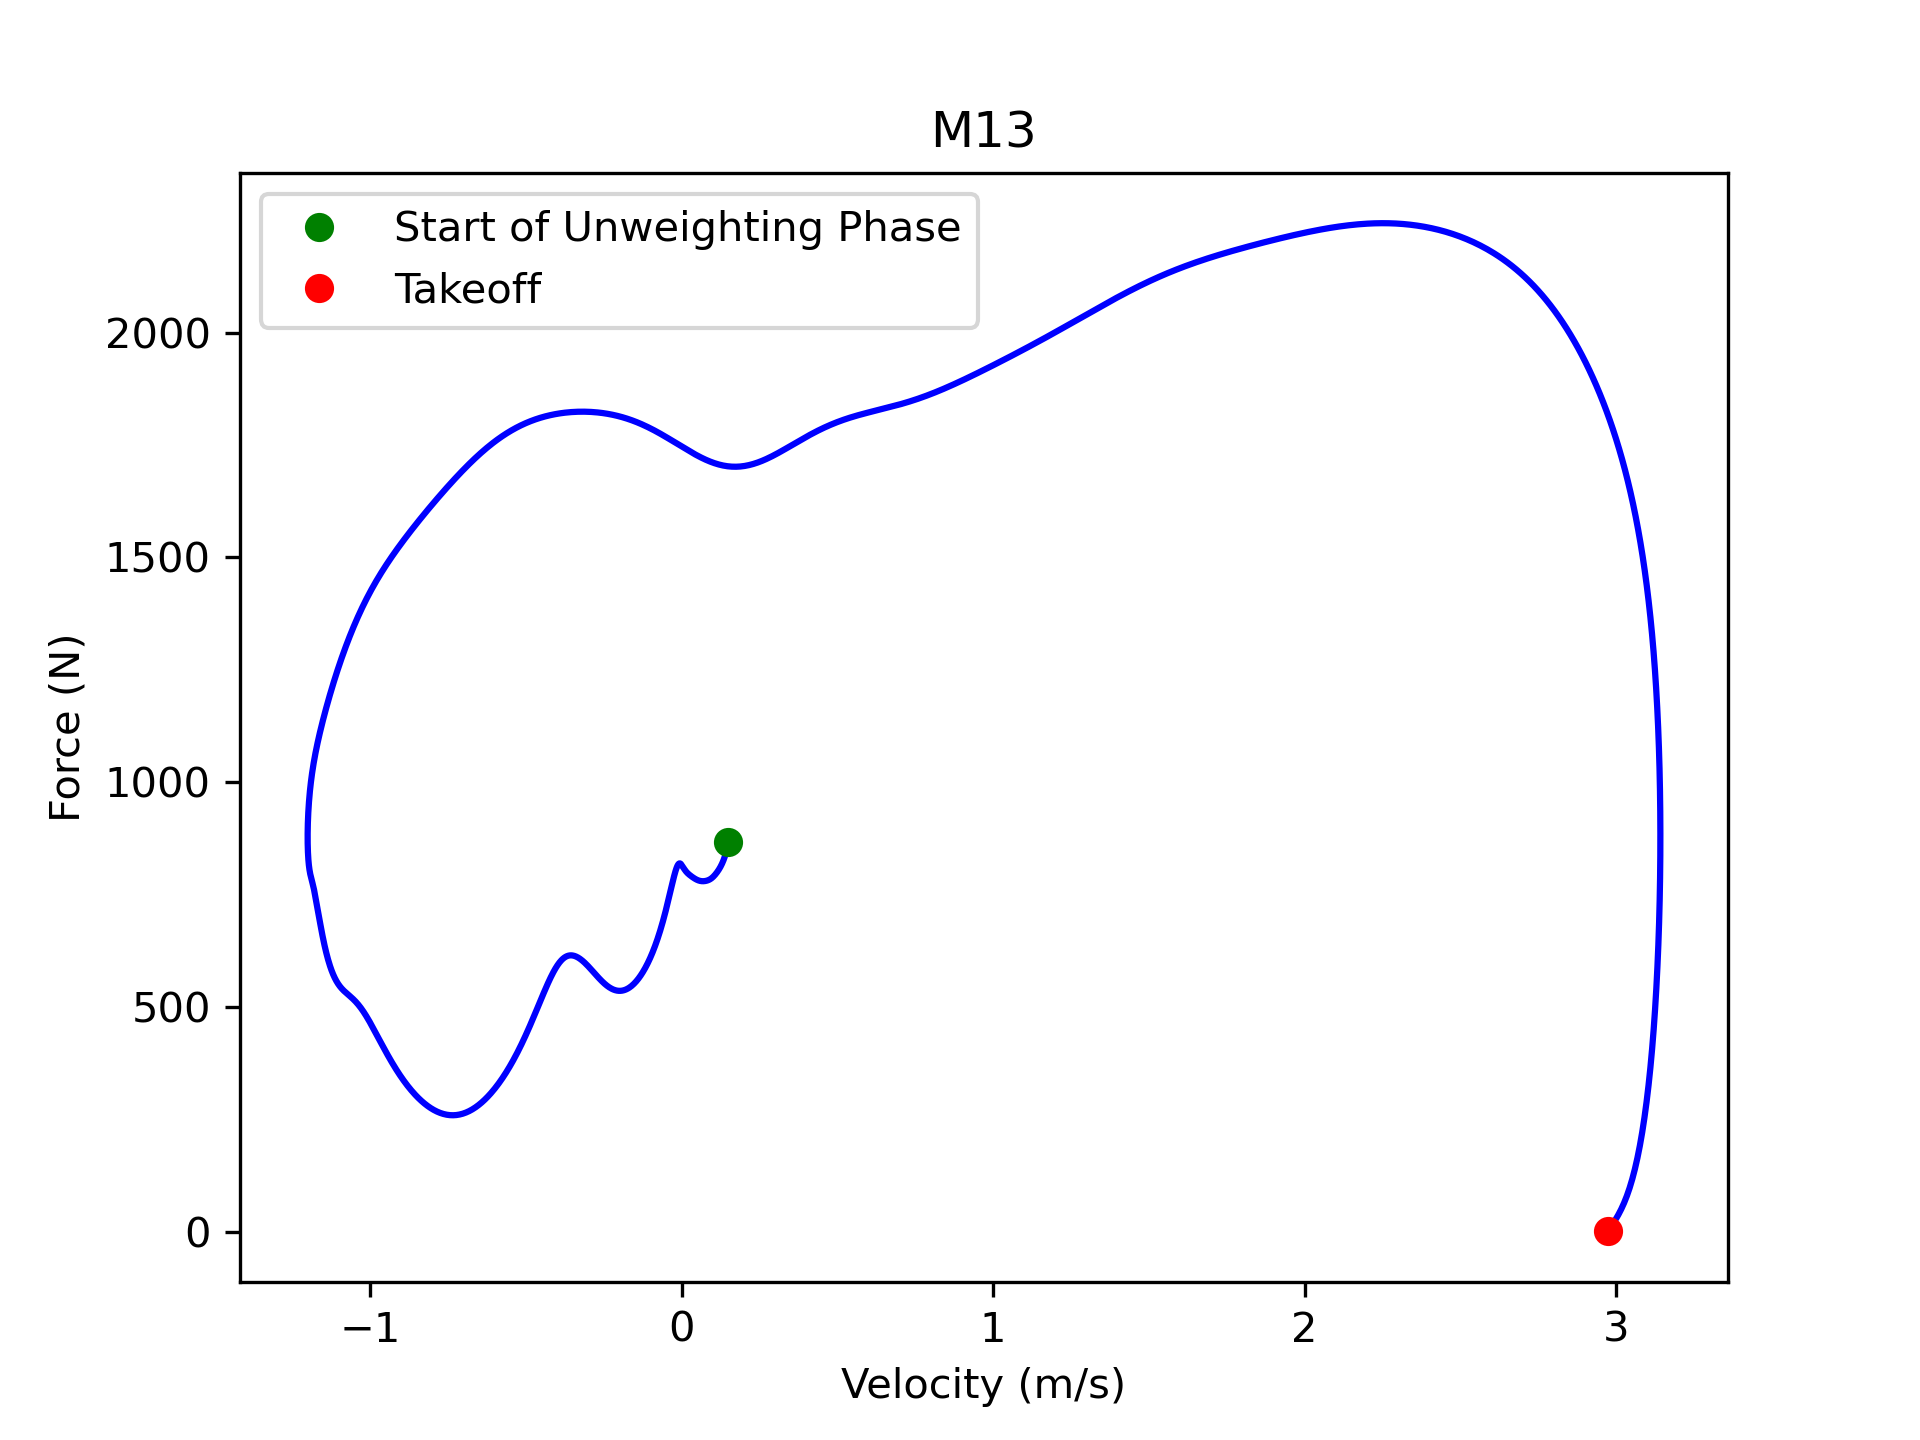 M13
Start of Unweighting Phase
Takeoff
2000
1500
1000
500
0
Force (N)
−1
0
1
2
3
Velocity (m/s)